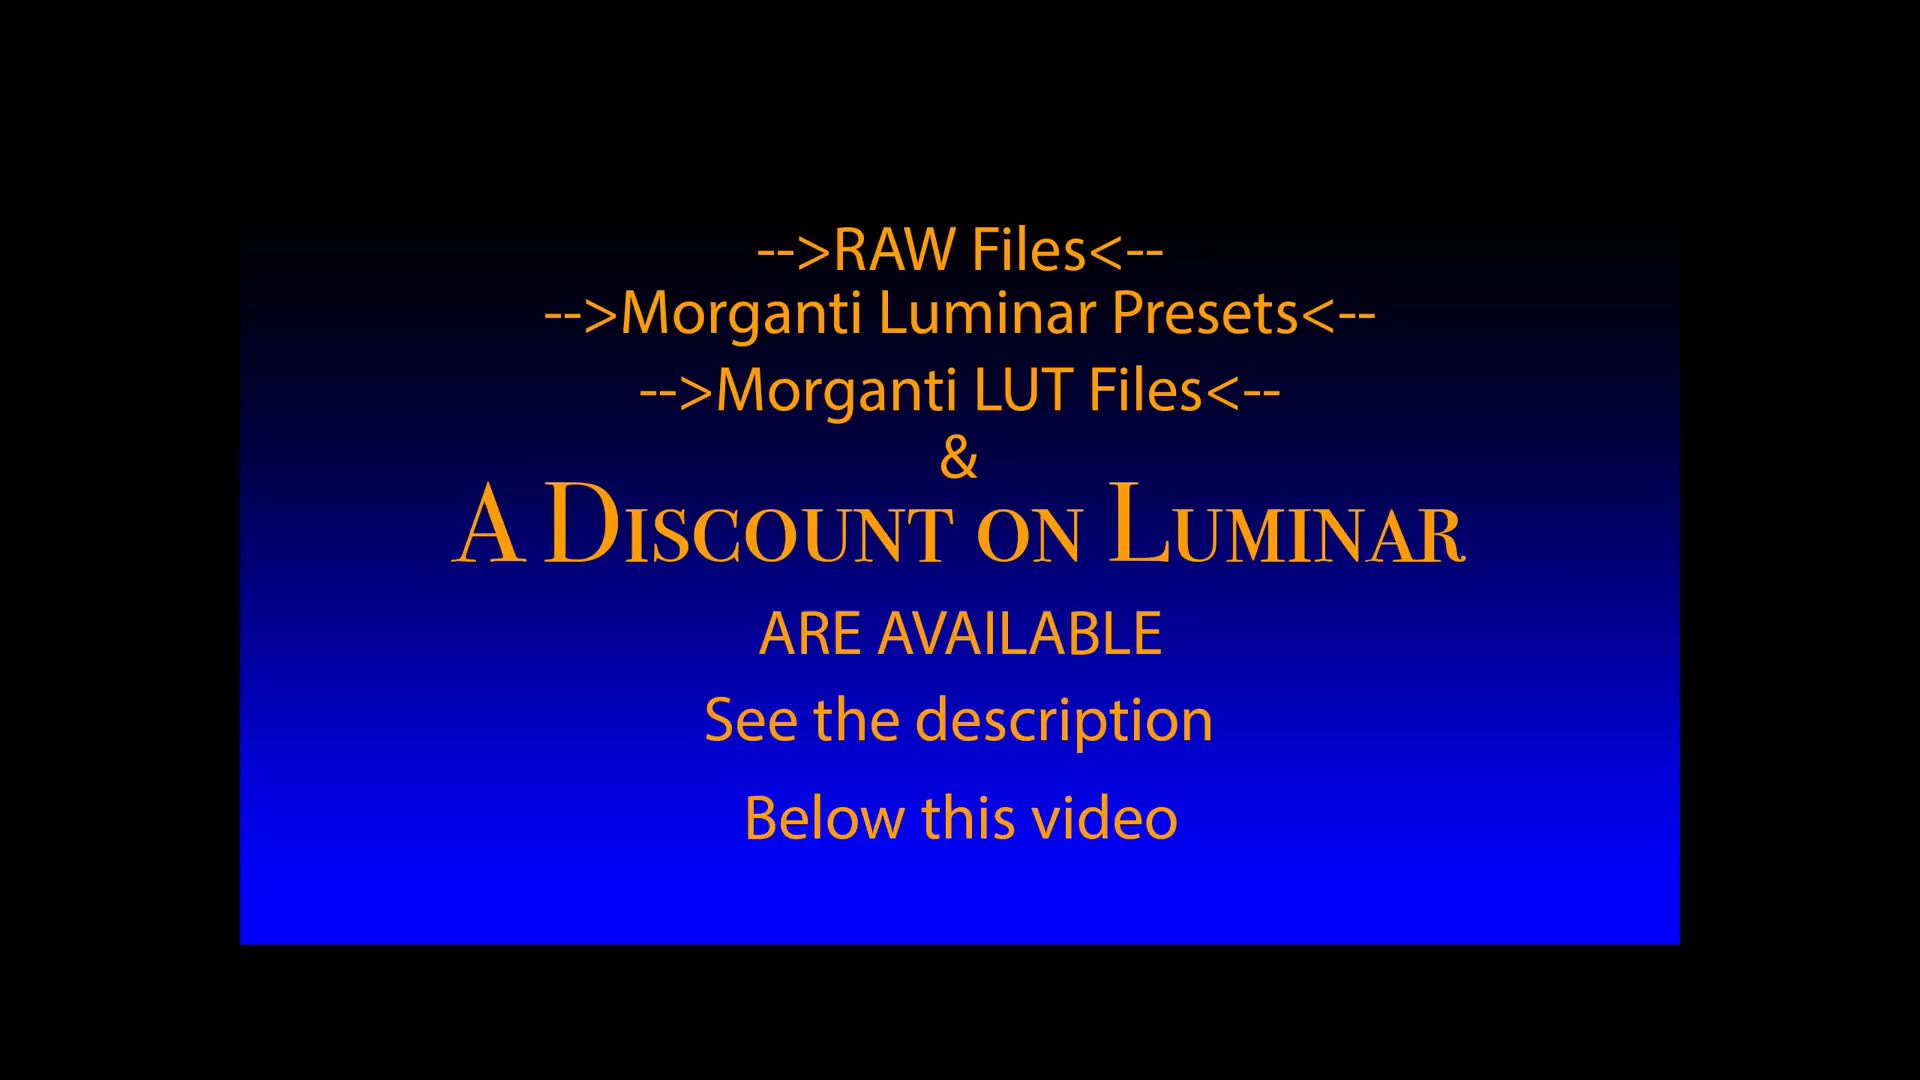 -->RAW Files<--
-->Morganti Luminar Presets<--
-->Morganti LUT Files<--
&
A Discount on Luminar
ARE AVAILABLE
See the description
Below this video